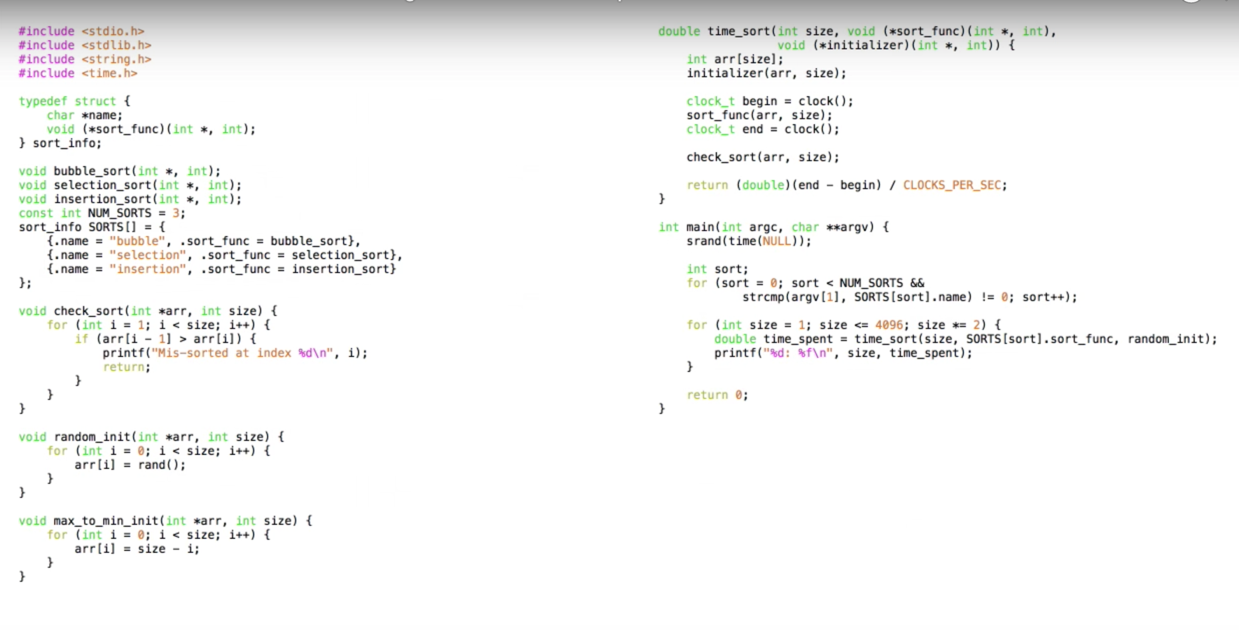 #include <stdio.h>
#include <stdlib.h>
#include <string.h>
#include <time.h>

typedef struct {
    char *name;
    void (*sort_func)(int *, int);
} sort_info;

void bubble_sort(int *, int);
void selection_sort(int *, int);
void insertion_sort(int *, int);
const int NUM_SORTS = 3;
sort_info SORTS[] = {
    {.name = "bubble", .sort_func = bubble_sort},
    {.name = "selection", .sort_func = selection_sort},
    {.name = "insertion", .sort_func = insertion_sort}
};

void check_sort(int *arr, int size) {
    for (int i = 1; i < size; i++) {
        if (arr[i - 1] > arr[i]) {
            printf("Mis-sorted at index %d\n", i);
            return;
        }
    }
}

void random_init(int *arr, int size) {
    for (int i = 0; i < size; i++) {
        arr[i] = rand();
    }
}

void max_to_min_init(int *arr, int size) {
    for (int i = 0; i < size; i++) {
        arr[i] = size - i;
    }
}

double time_sort(int size, void (*sort_func)(int *, int),
                 void (*initializer)(int *, int)) {
    int arr[size];
    initializer(arr, size);

    clock_t begin = clock();
    sort_func(arr, size);
    clock_t end = clock();

    check_sort(arr, size);

    return (double)(end - begin) / CLOCKS_PER_SEC;
}

int main(int argc, char **argv) {
    srand(time(NULL));

    int sort;
    for (sort = 0; sort < NUM_SORTS &&
            strcmp(argv[1], SORTS[sort].name) != 0; sort++);

    for (int size = 1; size <= 4096; size *= 2) {
        double time_spent = time_sort(size, SORTS[sort].sort_func, random_init);
        printf("%d: %f\n", size, time_spent);
    }

    return 0;
}